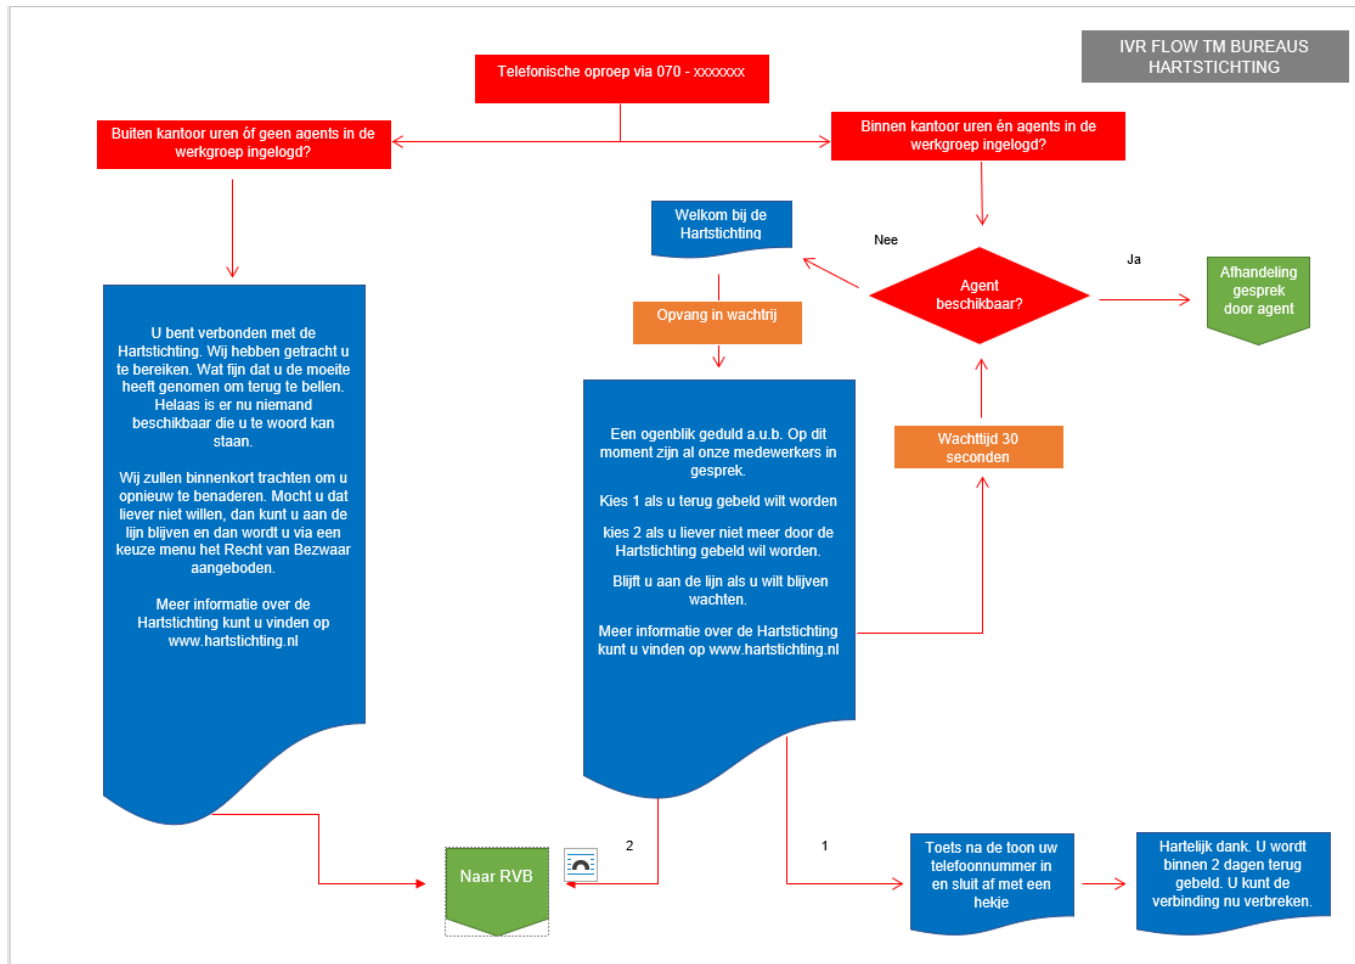 IVR FLOW TM BUREAUS
HARTSTICHTING
Telefonische oproep via 070 - xxxxxxx
Buiten kantoor uren óf geen agents in de
werkgroep ingelogd?
Binnen kantoor uren én agents in de
werkgroep ingelogd?
Welkom bij de
Hartstichting
Nee
Agent
beschikbaar?
Ja
Afhandeling
gesprek
door agent
Opvang in wachtrij
U bent verbonden met de
Hartstichting. Wij hebben getracht u
te bereiken. Wat fijn dat u de moeite
heeft genomen om terug te bellen.
Helaas is er nu niemand
beschikbaar die u te woord kan
staan.
Wij zullen binnenkort trachten om u
opnieuw te benaderen. Mocht u dat
liever niet willen, dan kunt u aan de
lijn blijven en dan wordt u via een
keuze menu het Recht van Bezwaar
aangeboden.
Meer informatie over de
Hartstichting kunt u vinden op
www.hartstichting.nl
Een ogenblik geduld a.u.b. Op dit
moment zijn al onze medewerkers in
gesprek.
Kies 1 als u terug gebeld wilt worden
kies 2 als u liever niet meer door de
Hartstichting gebeld wil worden.
Blijft u aan de lijn als u wilt blijven
wachten.
Meer informatie over de Hartstichting
kunt u vinden op www.hartstichting.nl
Wachttijd 30
seconden
Naar RVB
2
1
Toets na de toon uw
telefoonnummer in
en sluit af met een
hekje
Hartelijk dank. U wordt
binnen 2 dagen terug
gebeld. U kunt de
verbinding nu verbreken.